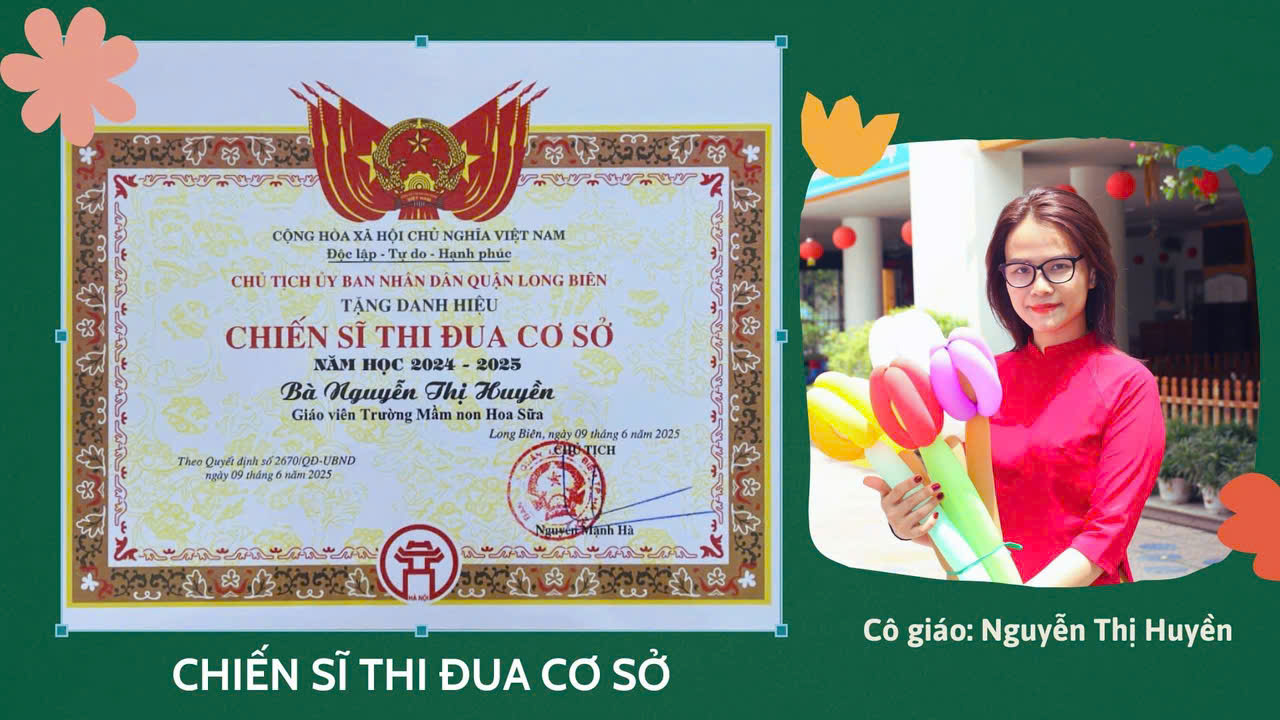 CỘNG HÒA XÃ HỘI CHỦ NGHĨA VIỆT NAM
Độc lập - Tự do - Hạnh phúc
CHỦ TỊCH ỦY BAN NHÂN DÂN QUẬN LONG BIÊN
TẶNG DANH HIỆU
CHIẾN SĨ THI ĐUA CƠ SỞ
NĂM HỌC 2024 - 2025
Bà Nguyễn Thị Huyền
Giáo viên Trường Mầm non Hoa Sữa
Long Biên, ngày 09 tháng 6 năm 2025
CHỦ TỊCH
Theo Quyết định số 2670/QĐ-UBND
ngày 09 tháng 6 năm 2025
Nguyễn Mạnh Hà
HÀ NỘI
Cô giáo: Nguyễn Thị Huyền
CHIẾN SĨ THI ĐUA CƠ SỞ